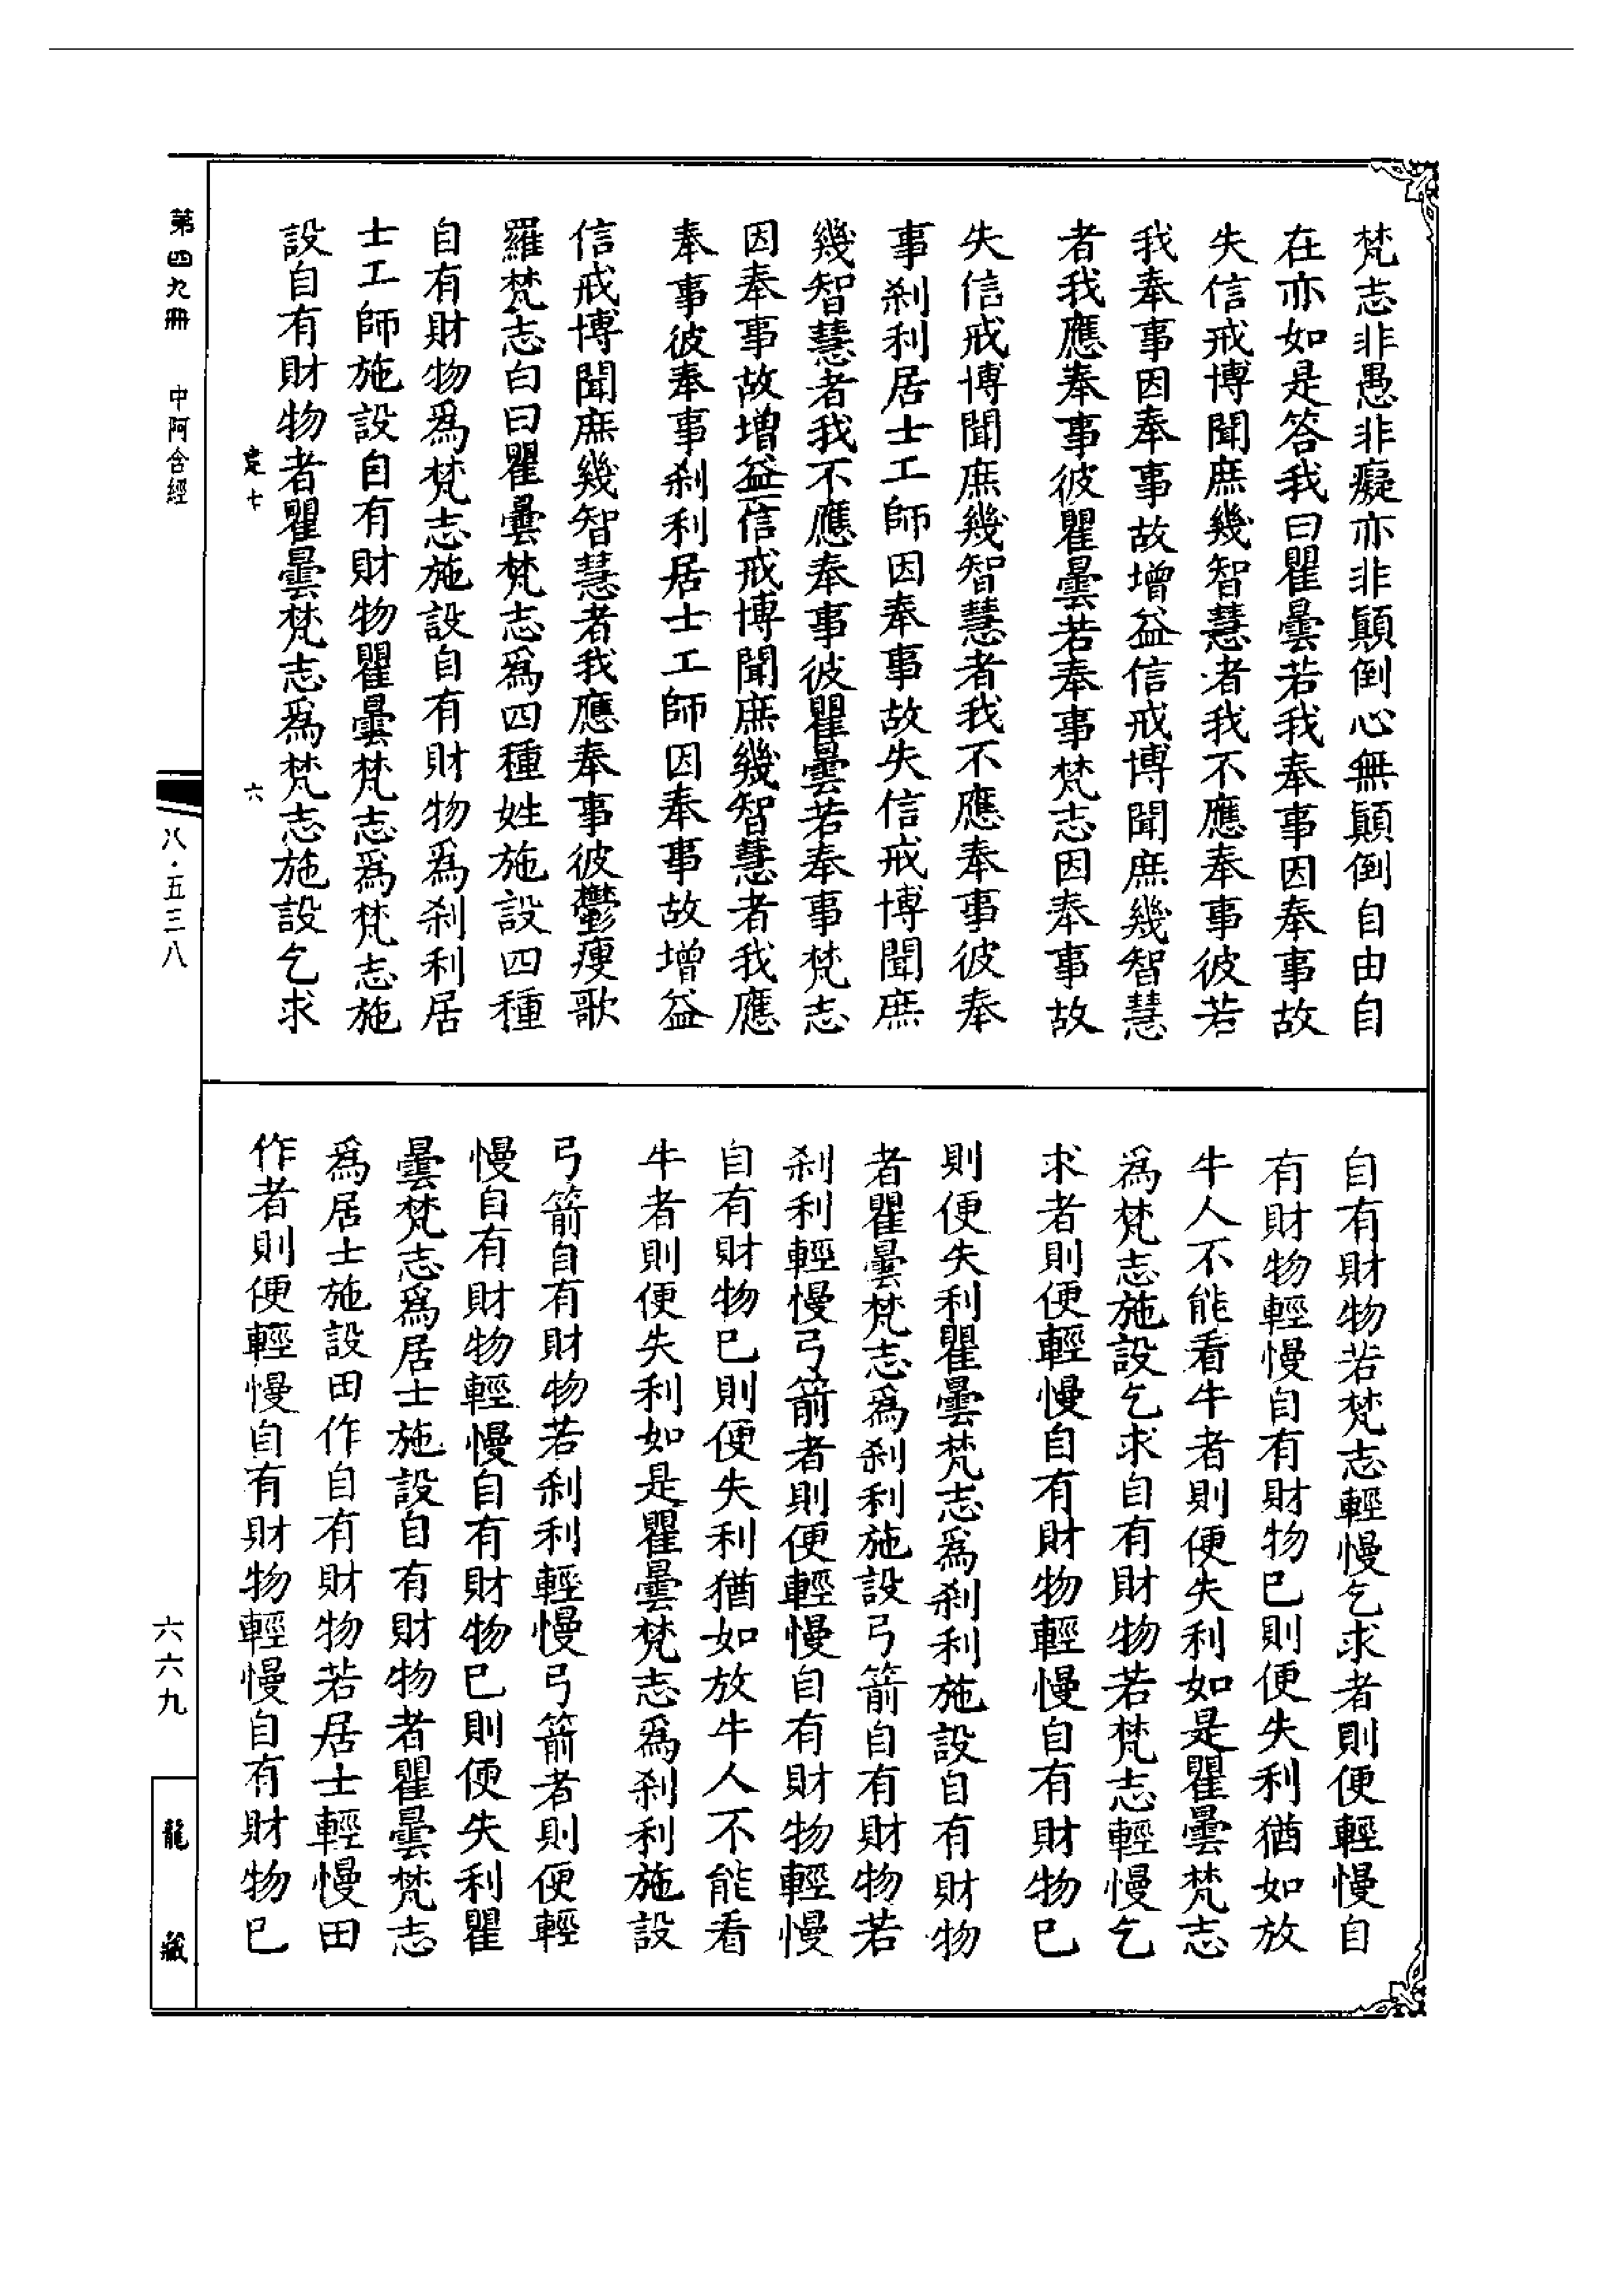 梵志非愚非癡亦非顚倒心無顚倒自由自
在亦如是答我曰瞿曇若我奉事因奉事故
失信戒博聞庶幾智慧者我不應奉事彼若
我奉事因奉事故增益信戒博聞庶幾智慧
者我應奉事彼瞿曇若奉事梵志因奉事故
失信戒博聞庶幾智慧者我不應奉事彼奉
事刹利居士工師因奉事故失信戒博聞庶
幾智慧者我不應奉事彼瞿曇若奉事梵志
因奉事故增益信戒博聞庶幾智慧者我應
奉事彼奉事刹利居士工師因奉事故增益
信戒博聞庶幾智慧者我應奉事彼鬱瘦歌
羅梵志白曰瞿曇梵志爲四種姓施設四種
自有財物爲梵志施設自有財物爲刹利居
士工師施設自有財物瞿曇梵志爲梵志施
設自有財物者瞿曇梵志爲梵志施設乞求
自有財物若梵志輕慢乞求者則便輕慢自
有財物輕慢自有財物已則便失利猶如放
牛人不能看牛者則便失利如是瞿曇梵志
爲梵志施設乞求自有財物若梵志輕慢乞
求者則便輕慢自有財物輕慢自有財物已
則便失利瞿曇梵志爲刹利施設自有財物
者瞿曇梵志爲刹利施設弓箭自有財物若
刹利輕慢弓箭者則便輕慢自有財物輕慢
自有財物已則便失利猶如放牛人不能看
牛者則便失利如是瞿曇梵志爲刹利施設
弓箭自有財物若刹利輕慢弓箭者則便輕
慢自有財物輕慢自有財物已則便失利瞿
曇梵志爲居士施設自有財物者瞿曇梵志
爲居士施設田作自有財物若居士輕慢田
作者則便輕慢自有財物輕慢自有財物已
第四九冊 中阿含經
八·五三八
六六九
龍藏
七 六